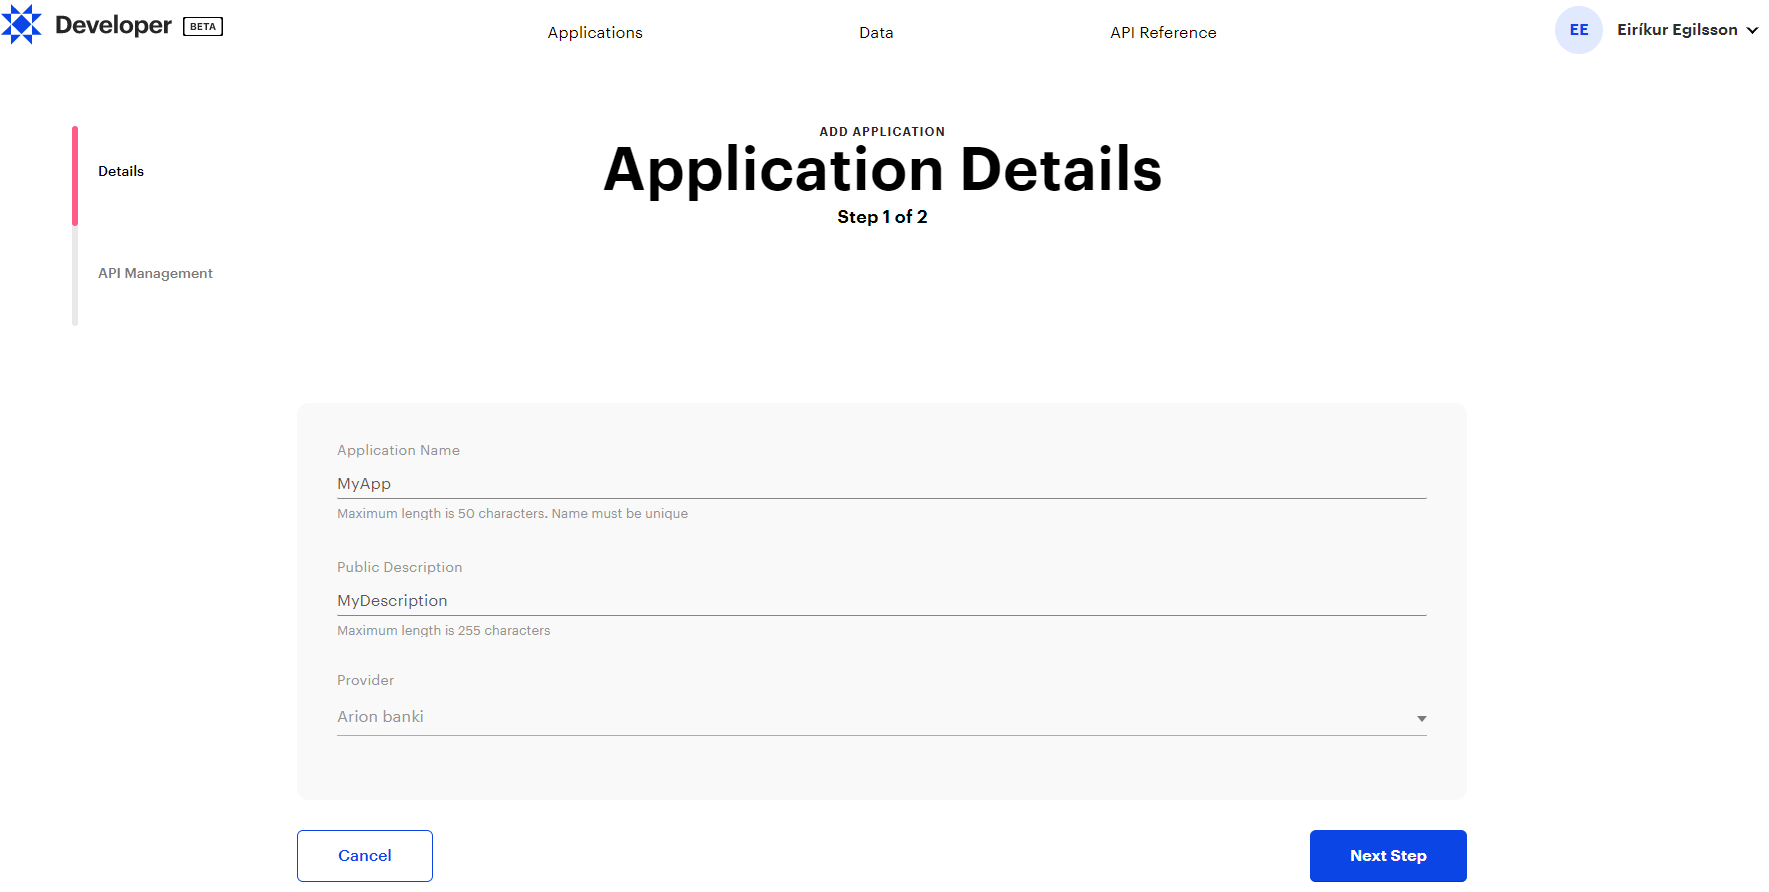 Developer BETA
Applications
Data
API Reference
EE
Eiríkur Egilsson
Details
API Management
ADD APPLICATION
Application Details
Step 1 of 2
Application Name
MyApp
Maximum length is 50 characters. Name must be unique
Public Description
MyDescription
Maximum length is 255 characters
Provider
Arion banki
Cancel
Next Step